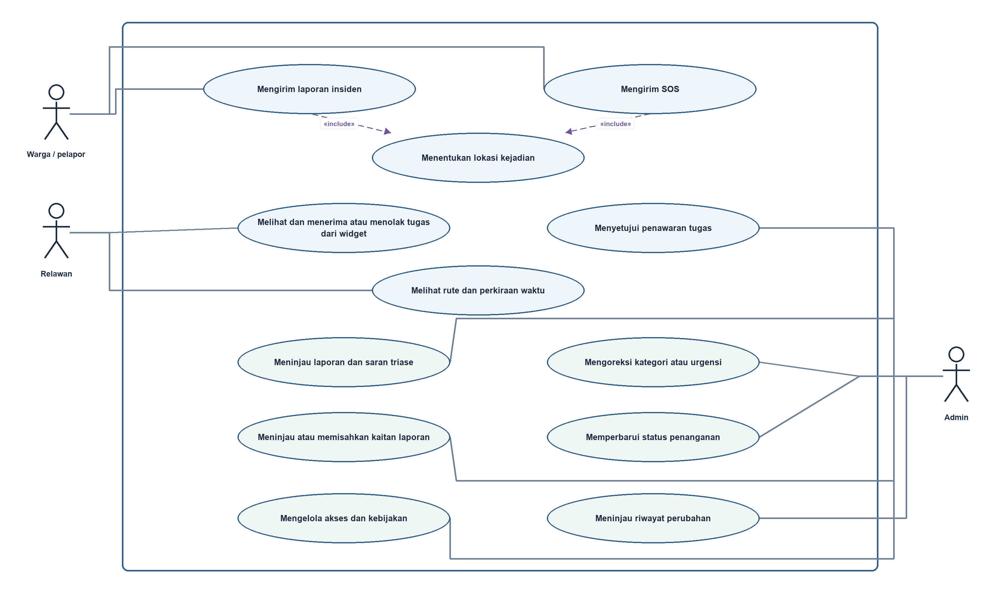 Mengirim laporan insiden
Mengirim SOS
«include»
«include»
Warga / pelapor
Menentukan lokasi kejadian
Melihat dan menerima atau menolak tugas
dari widget
Menyetujui penawaran tugas
Relawan
Melihat rute dan perkiraan waktu
Meninjau laporan dan saran triase
Mengoreksi kategori atau urgensi
Admin
Meninjau atau memisahkan kaitan laporan
Memperbarui status penanganan
Mengelola akses dan kebijakan
Meninjau riwayat perubahan